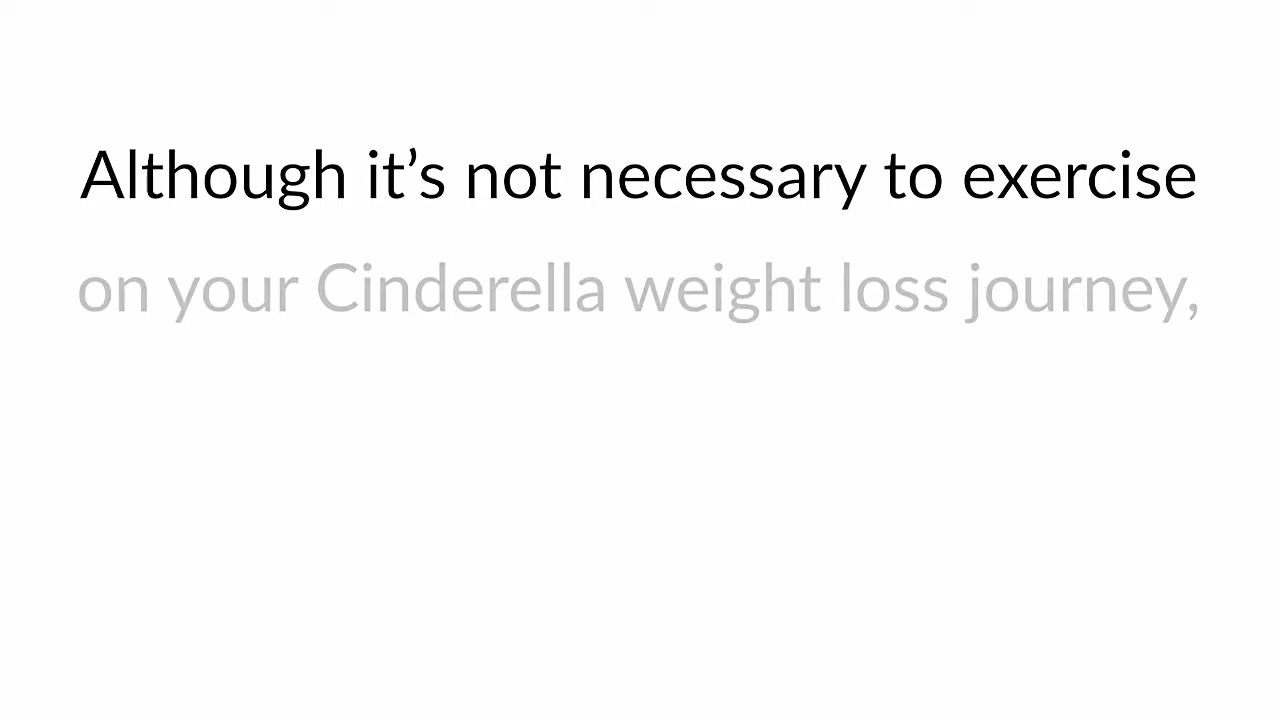 Although it’s not necessary to exercise
on your Cinderella weight loss journey,